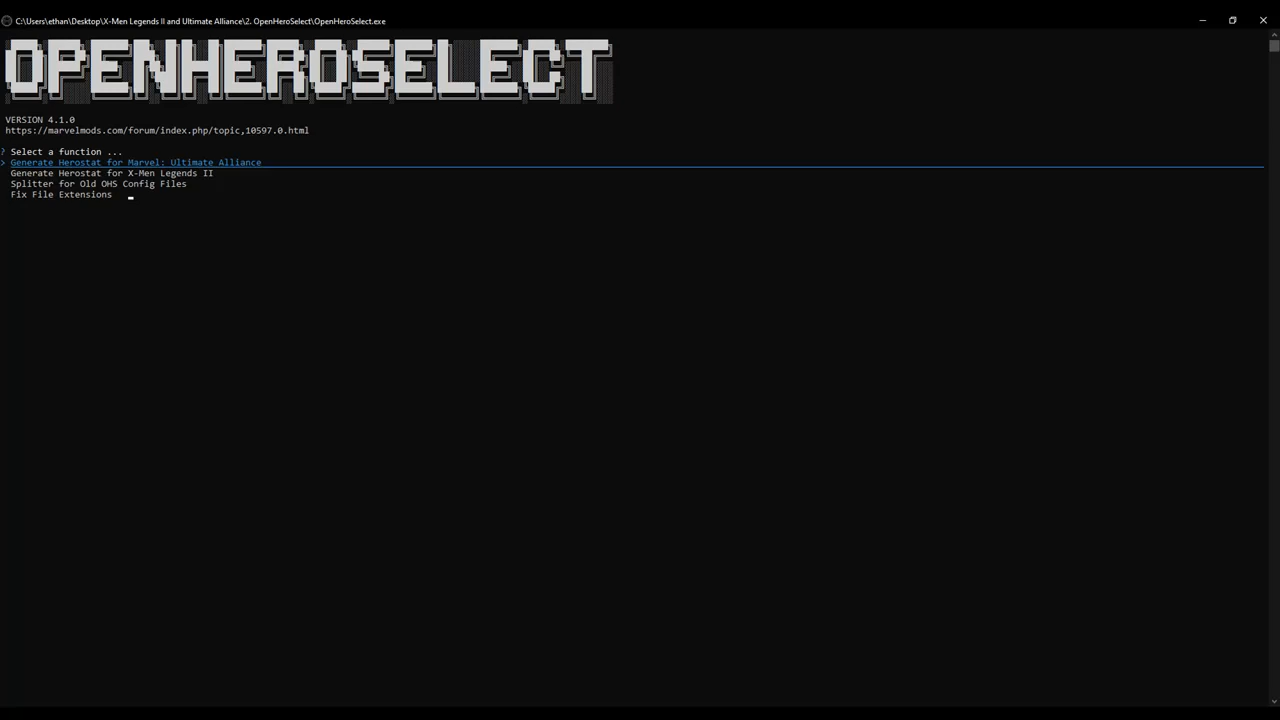 C:\Users\ethan\Desktop\X-Men Legends II and Ultimate Alliance\2. OpenHeroSelect\OpenHeroSelect.exe
OPENHEROSELECT
VERSION 4.1.0
https://marvelmods.com/forum/index.php/topic,10597.0.html
? Select a function ...
> Generate Herostat for Marvel: Ultimate Alliance
Generate Herostat for X-Men Legends II
Splitter for Old OHS Config Files
Fix File Extensions